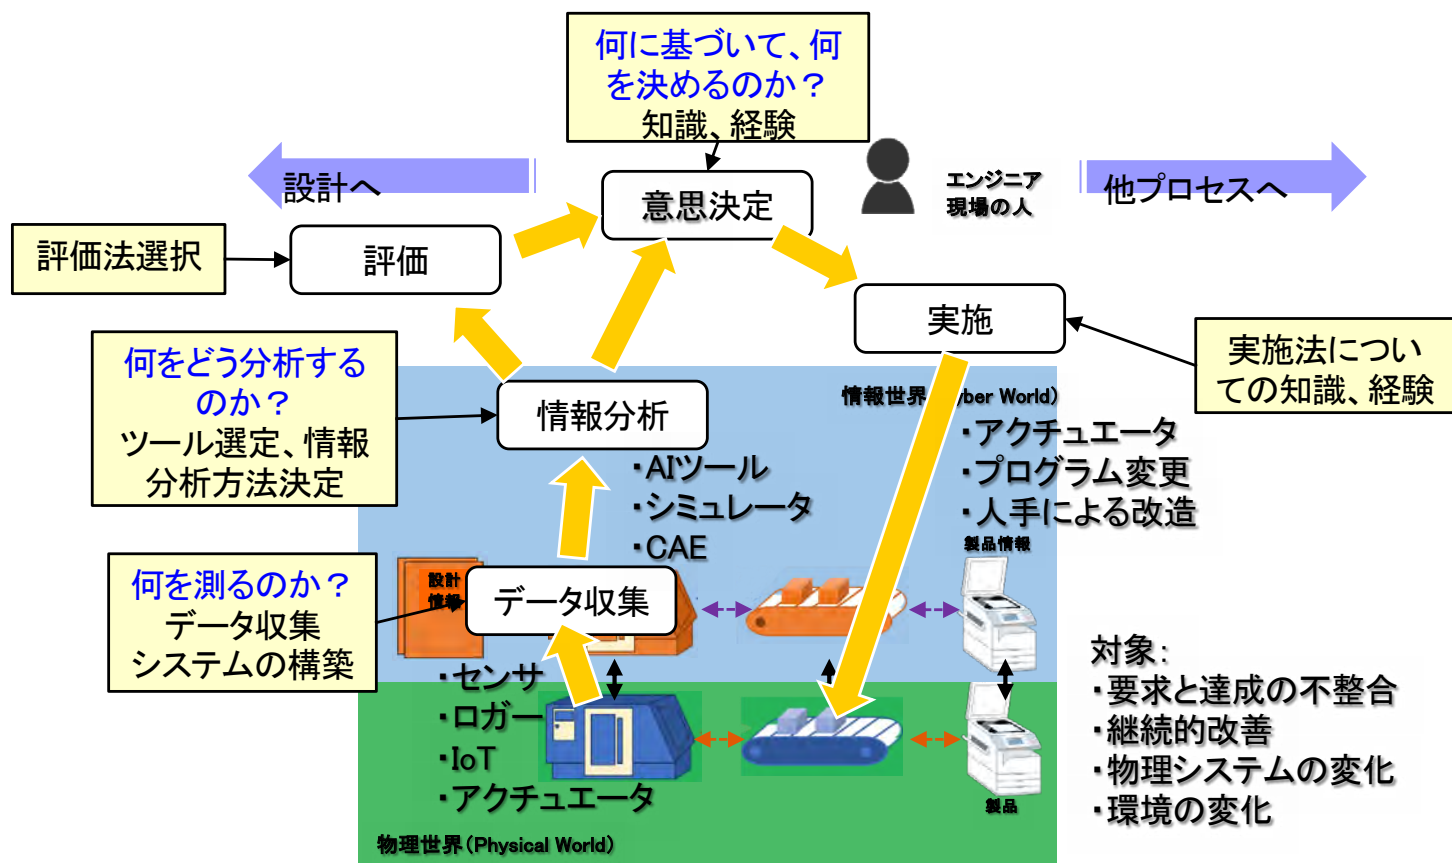 何に基づいて、何
を決めるのか？
知識、経験
設計へ
意思決定
エンジニア
現場の人
他プロセスへ
評価法選択
評価
実施
実施法につい
ての知識、経験
何をどう分析する
のか？
ツール選定、情報
分析方法決定
情報分析
情報世界(Cyber World)
・アクチュエータ
・プログラム変更
・人手による改造
・AIツール
・シミュレータ
・CAE
製品情報
何を測るのか？
データ収集
システムの構築
設計
情報
データ収集
・センサ
・ロガー
・IoT
・アクチュエータ
対象：
・要求と達成の不整合
・継続的改善
・物理システムの変化
・環境の変化
製品
物理世界(Physical World)